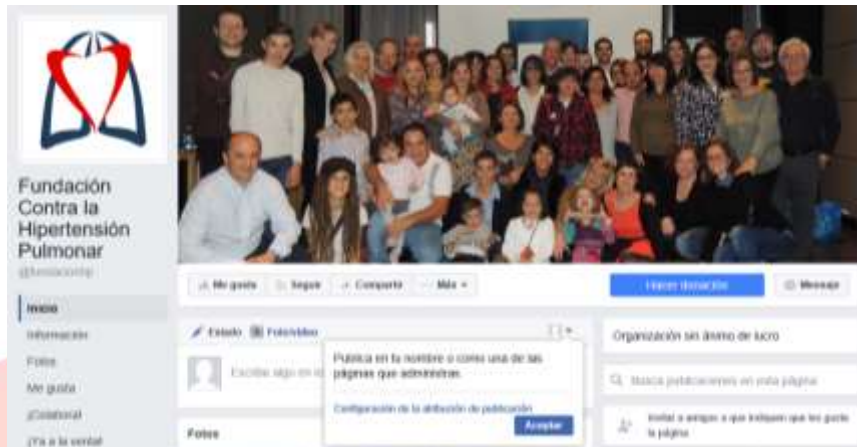 Fundación
Contra la
Hipertensión
Pulmonar
Inicio
Información
Fotos
Me gusta
¡Colabora!
¡Ya a la venta!
Me gusta Seguir Compartir Más
Hacer donación Mensaje
Estado Foto/vídeo
Escribe algo en
Publica en tu nombre o como una de las
páginas que administras.
Configuración de la atribución de publicación
Aceptar
Fotos
Organización sin ánimo de lucro
Busca publicaciones en esta página
Invitar a amigos a que indiquen que les gusta
la página